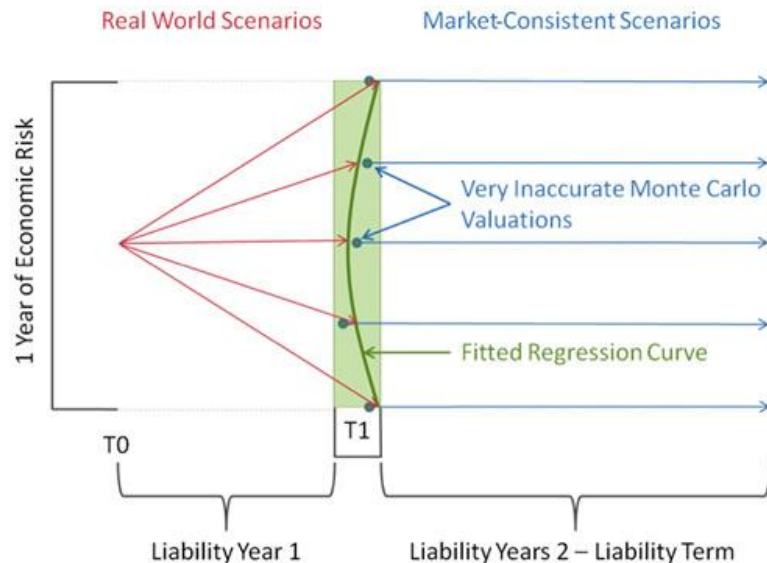 Real World Scenarios
Market-Consistent Scenarios
1 Year of Economic Risk
Very Inaccurate Monte Carlo
Valuations
Fitted Regression Curve
T0
T1
Liability Year 1
Liability Years 2 – Liability Term